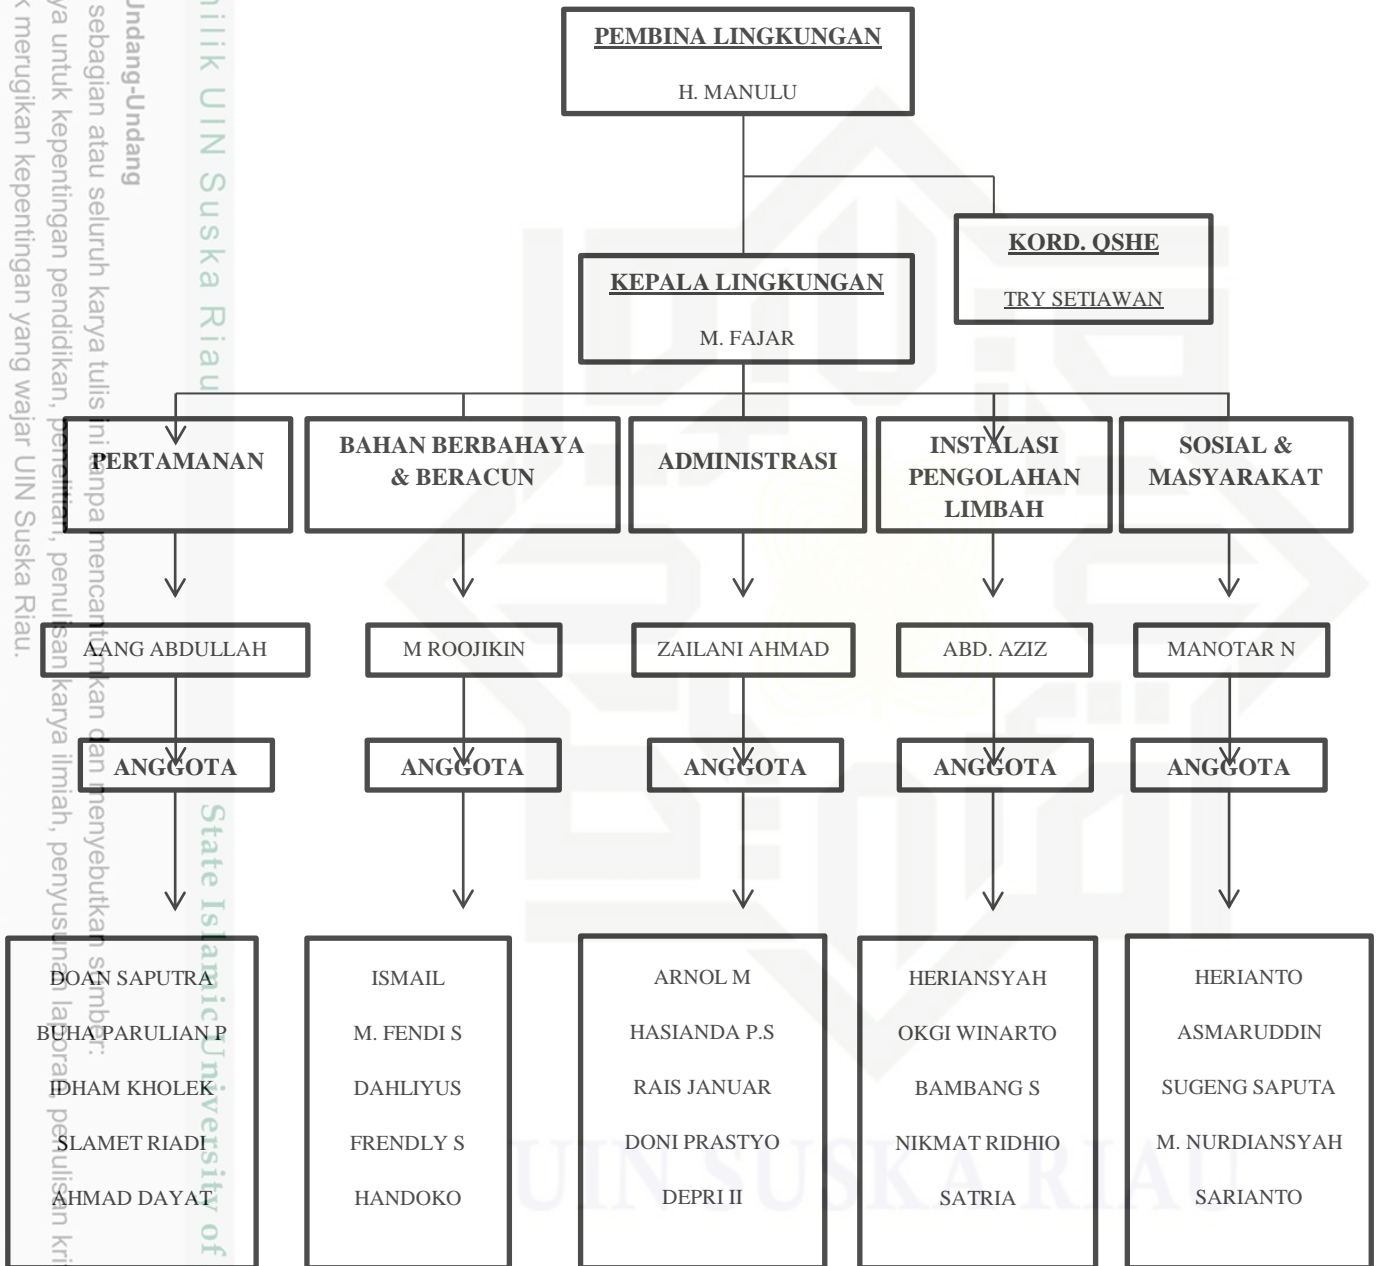 PEMBINA LINGKUNGAN
H. MANULU
KORD. QSHE
TRY SETIAWAN
KEPALA LINGKUNGAN
M. FAJAR
PERTAMANAN
BAHAN BERBAHAYA
& BERACUN
ADMINISTRASI
INSTALASI
PENGOLAHAN
LIMBAH
SOSIAL &
MASYARAKAT
AANG ABDULLAH
M ROOJIKIN
ZAILANI AHMAD
ABD. AZIZ
MANOTAR N
ANGGOTA
ANGGOTA
ANGGOTA
ANGGOTA
ANGGOTA
DOAN SAPUTRA
BUHA PARULIAN P
IDHAM KHOLEK
SLAMET RIADI
AHMAD DAYAT
ISMAIL
M. FENDI S
DAHLIYUS
FRENDLY S
HANDOKO
ARNOL M
HASIANDA P.S
RAIS JANUAR
DONI PRASTYO
DEPRI II
HERIANSYAH
OKGI WINARTO
BAMBANG S
NIKMAT RIDHIO
SATRIA
HERIANTO
ASMARUDDIN
SUGENG SAPUTA
M. NURDIANSYAH
SARIANTO
UIN SUSKA RIAU
milik UIN Suska Riau
State Islamic University of
Undang-Undang
sebagian atau seluruh karya tulis ini tanpa mencantumkan dan menyebutkan sumber:
untuk kepentingan pendidikan, penelitian, penulisan karya ilmiah, penyusunan laporan, penulisan
merugikan kepentingan yang wajar UIN Suska Riau.